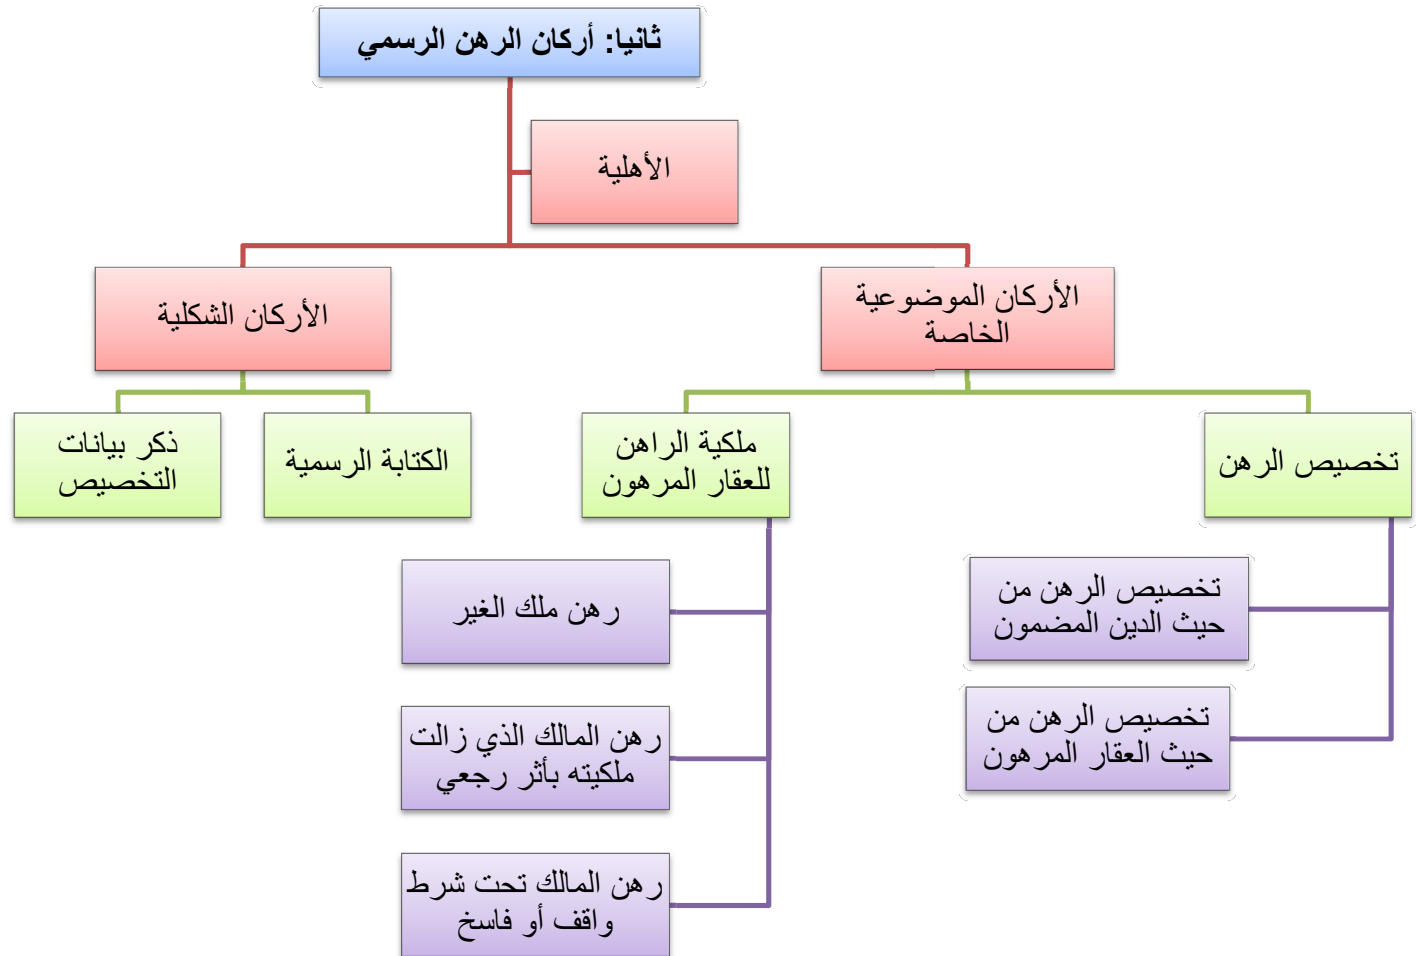 ثانيا: أركان الرهن الرسمي
الأهلية
الأركان الموضوعية
الخاصة
الأركان الشكلية
تخصيص الرهن
ملكية الراهن
للعقار المرهون
الكتابة الرسمية
ذكر بيانات
التخصيص
تخصيص الرهن من
حيث الدين المضمون
تخصيص الرهن من
حيث العقار المرهون
رهن ملك الغير
رهن المالك الذي زالت
ملكيته بأثر رجعي
رهن المالك تحت شرط
واقف أو فاسخ